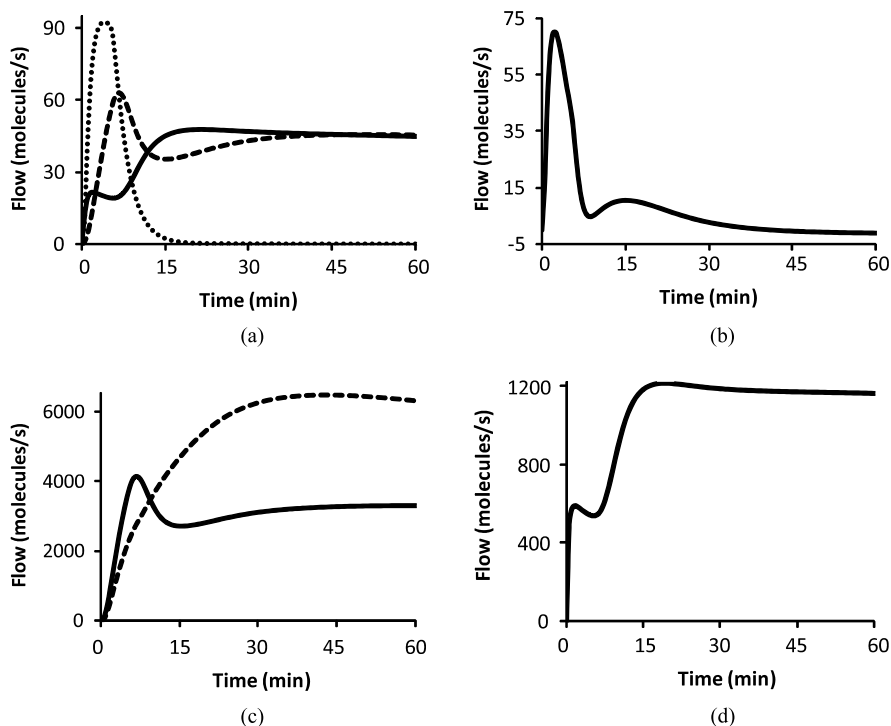 Flow (molecules/s)
90
60
30
0
0 15 30 45 60
Time (min)
(a)
Flow (molecules/s)
75
55
35
15
-5
0 15 30 45 60
Time (min)
(b)
Flow (molecules/s)
6000
4000
2000
0
0 15 30 45 60
Time (min)
(c)
Flow (molecules/s)
1200
800
400
0
0 15 30 45 60
Time (min)
(d)